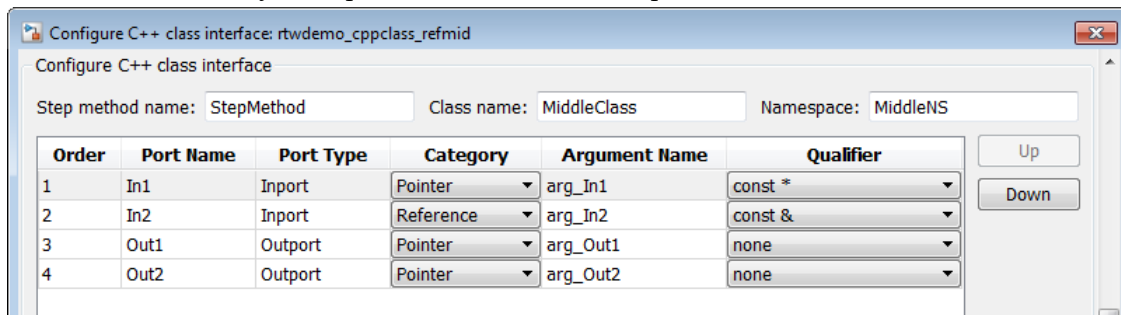 Configure C++ class interface: rtwdemo_cppclass_refmid
Configure C++ class interface
Step method name: StepMethod Class name: MiddleClass Namespace: MiddleNS
Order Port Name Port Type Category Argument Name Qualifier Up
1 In1 Inport Pointer arg_In1 const * Down
2 In2 Inport Reference arg_In2 const &
3 Out1 Outport Pointer arg_Out1 none
4 Out2 Outport Pointer arg_Out2 none